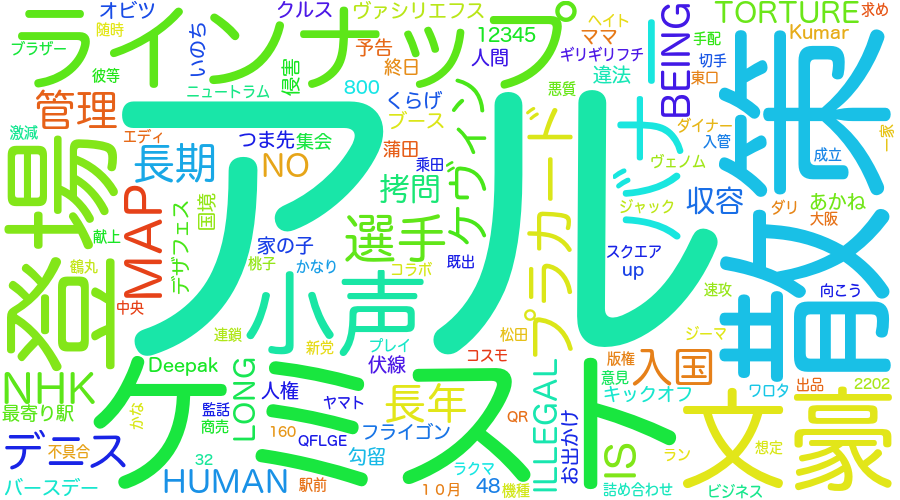 オビツ
クルス
ヴァシリエフス
ヘイト
TORTURE
求め
ラインナップ
随時
ブラザー
いのち
予告
12345
ママ
Kumar
手配
BEING
散策
彼等
侵害
終日
人間
ギリギリフチ
切手
東口
ニュートラム
800
違法
管理
くらげ
ブース
悪質
バナー
激減
エディ
つま先
集会
蒲田
ケヴィン
プラカード
ダイナー
入管
一家
登場
アルケミスト
長期
NO
乗田
ヴェノム
成立
MAP
デザフェス
国境
拷問
ジャック
収容
あかね
ダリ
大阪
献上
家の子
選手
スクエア
鶴丸
桃子
かなり
コラボ
既出
up
速攻
向こう
中央
小声
連鎖
新党
プレイ
松田
ジーマ
Deepak
伏線
コスモ
版権
入国
NHK
LONG
人権
長年
ILLEGAL
意見
キックオフ
ワロタ
出品
2202
最寄り駅
かな
監話
商売
ヤマト
QR
お出かけ
IS
文豪
デニス
不具合
160
QFLGE
フライゴン
勾留
ラクマ
ラン
想定
バースデー
32
HUMAN
駅前
１０月
48
機種
詰め合わせ
ビジネス